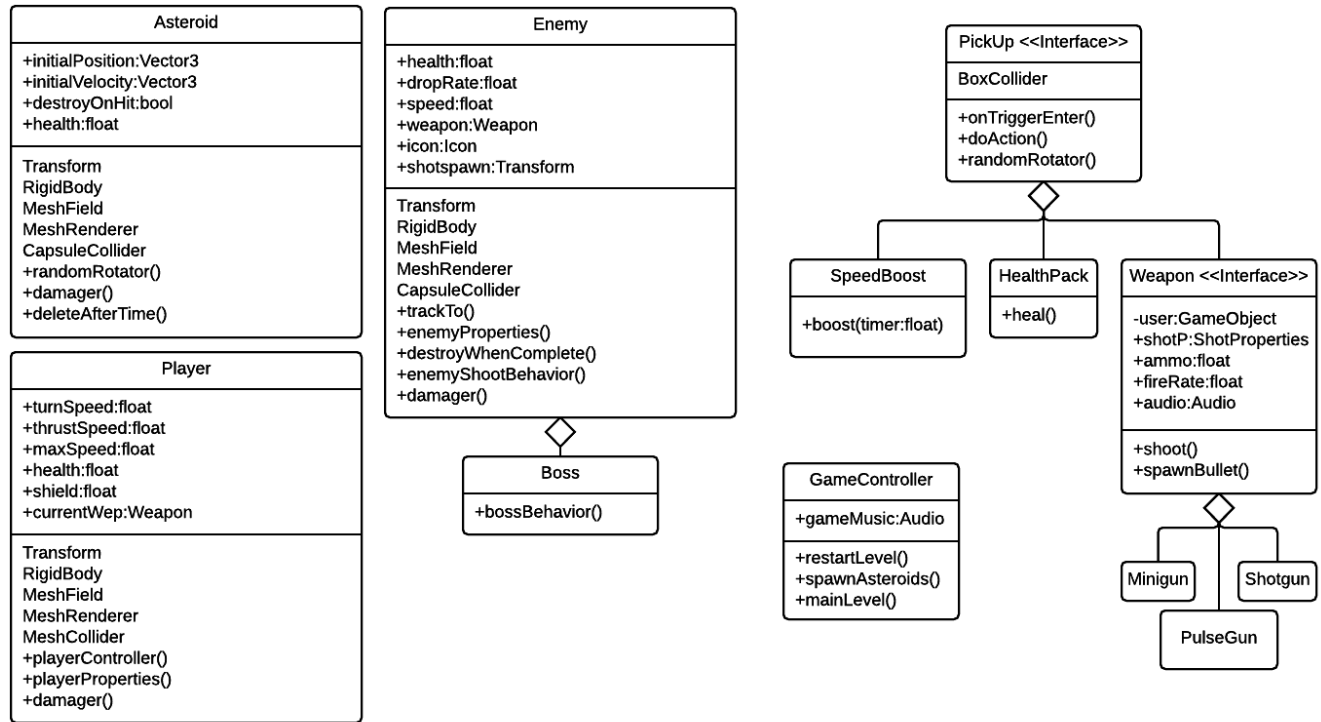 Asteroid
+initialPosition:Vector3
+initialVelocity:Vector3
+destroyOnHit:bool
+health:float
Transform
RigidBody
MeshField
MeshRenderer
CapsuleCollider
+randomRotator()
+damager()
+deleteAfterTime()
Player
+turnSpeed:float
+thrustSpeed:float
+maxSpeed:float
+health:float
+shield:float
+currentWep:Weapon
Transform
RigidBody
MeshField
MeshRenderer
MeshCollider
+playerController()
+playerProperties()
+damager()
Enemy
+health:float
+dropRate:float
+speed:float
+weapon:Weapon
+icon:Icon
+shotspawn:Transform
Transform
RigidBody
MeshField
MeshRenderer
CapsuleCollider
+trackTo()
+enemyProperties()
+destroyWhenComplete()
+enemyShootBehavior()
+damager()
Boss
+bossBehavior()
PickUp <<Interface>>
BoxCollider
+onTriggerEnter()
+doAction()
+randomRotator()
SpeedBoost
+boost(timer:float)
HealthPack
+heal()
Weapon <<Interface>>
-user:GameObject
+shotP:ShotProperties
+ammo:float
+fireRate:float
+audio:Audio
+shoot()
+spawnBullet()
GameController
+gameMusic:Audio
+restartLevel()
+spawnAsteroids()
+mainLevel()
Minigun
Shotgun
PulseGun